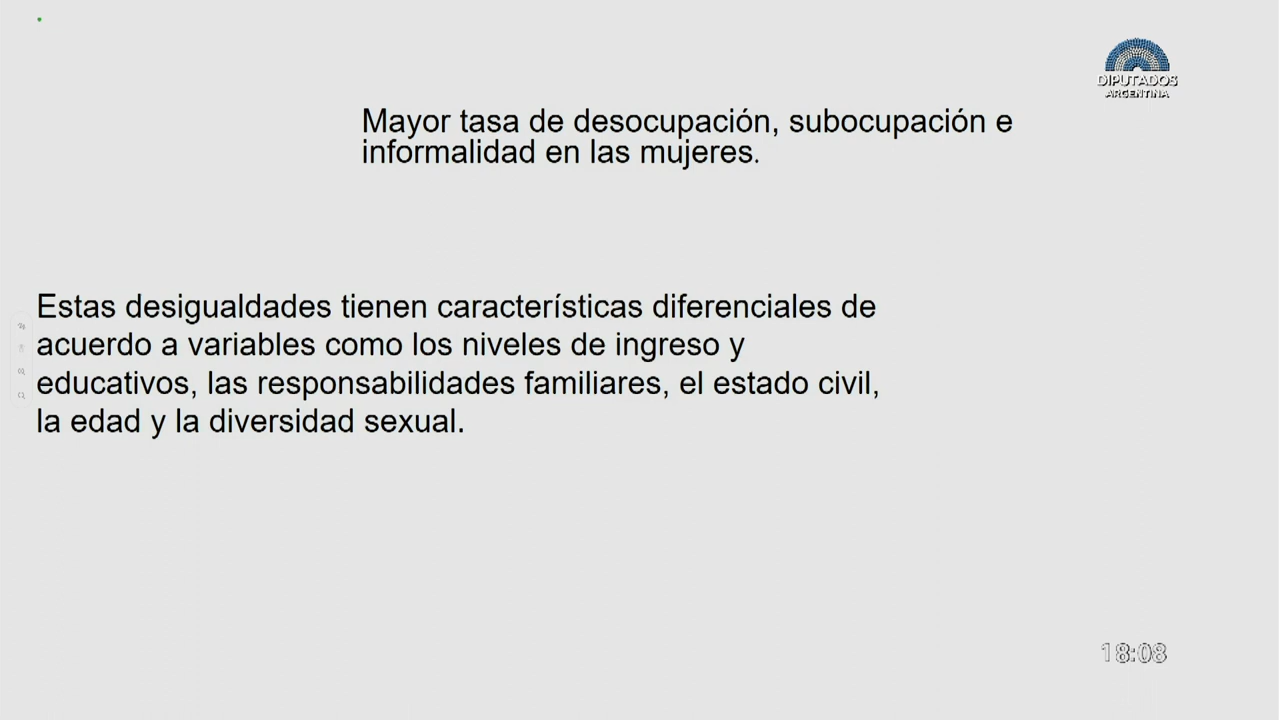 DIPUTADOS
ARGENTINA
Mayor tasa de desocupación, subocupación e
informalidad en las mujeres.
Estas desigualdades tienen características diferenciales de
acuerdo a variables como los niveles de ingreso y
educativos, las responsabilidades familiares, el estado civil,
la edad y la diversidad sexual.
18:08